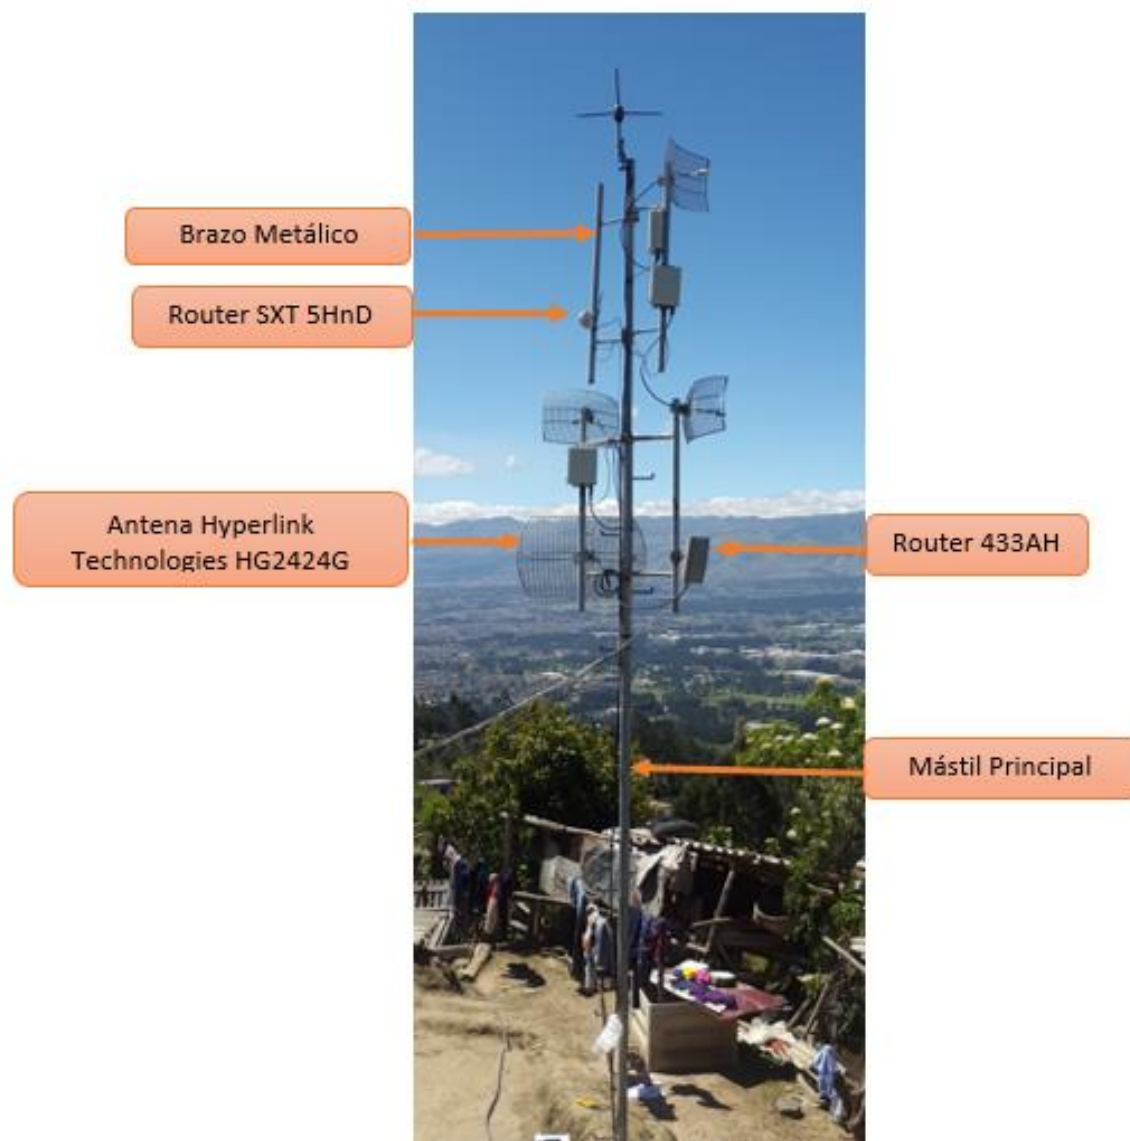 Brazo Metálico
Router SXT 5HnD
Antena Hyperlink
Technologies HG2424G
Router 433AH
Mástil Principal